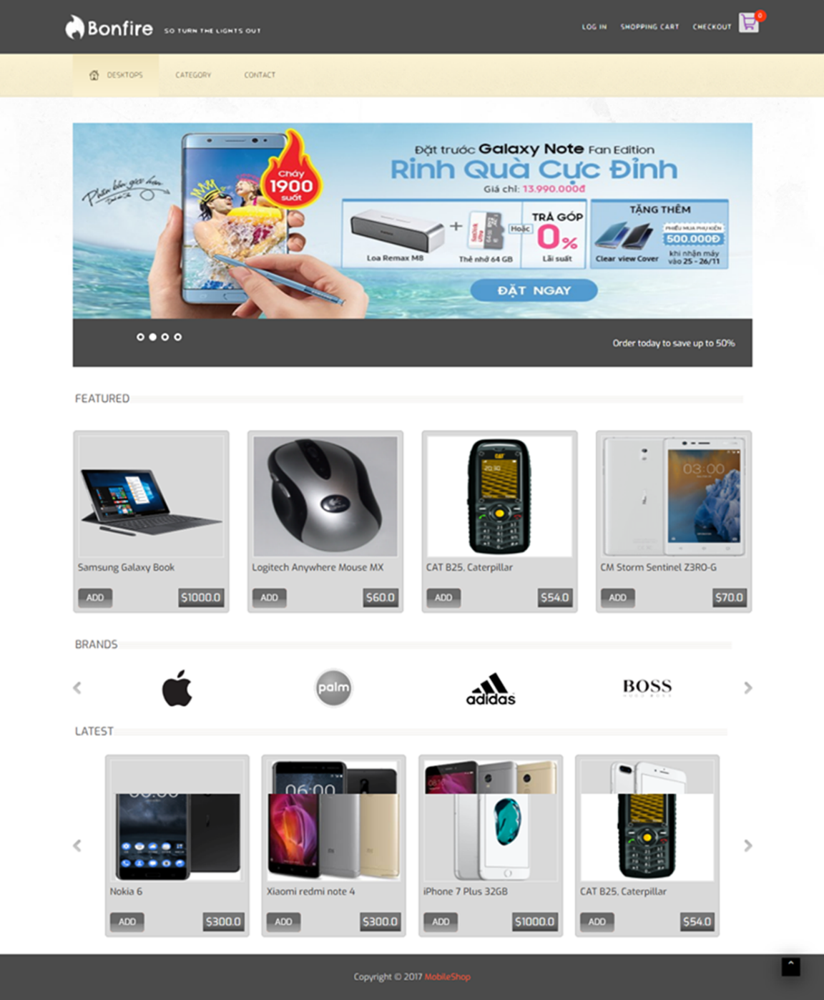 Bonfire SO TURN THE LIGHTS OUT
LOG IN SHOPPING CART CHECKOUT 0
DESKTOPS CATEGORY CONTACT
Đặt trước Galaxy Note Fan Edition
Rinh Quà Cực Đỉnh
Giá chỉ: 13.990.000đ
Phiên bản giới hạn
Cháy
1900
suất
Loa Remax M8
+
Thẻ nhớ 64 GB
Hoặc
TRẢ GÓP
0%
Lãi suất
TẶNG THÊM
Clear view Cover
PHIẾU MUA PHỤ KIỆN
500.000Đ
khi nhận máy
vào 25 - 26/11
ĐẶT NGAY
Order today to save up to 50%
FEATURED
CAT
03:00
Samsung Galaxy Book
Logitech Anywhere Mouse MX
CAT B25, Caterpillar
CM Storm Sentinel Z3RO-G
ADD $1000.0
ADD $60.0
ADD $54.0
ADD $70.0
BRANDS
palm
adidas
BOSS
HUGO BOSS
LATEST
06:00
Nokia 6
Xiaomi redmi note 4
iPhone 7 Plus 32GB
CAT B25, Caterpillar
ADD $300.0
ADD $300.0
ADD $1000.0
ADD $54.0
Copyright © 2017 MobileShop